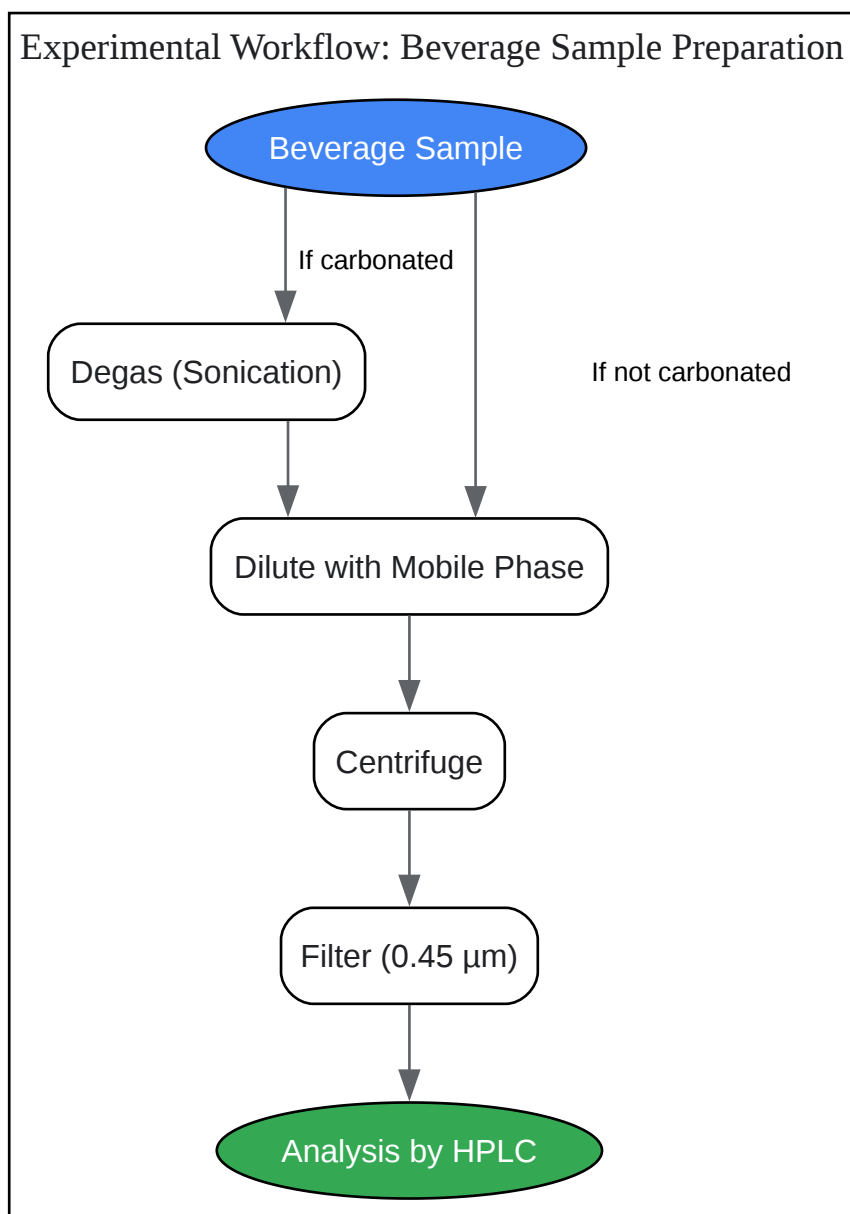 Experimental Workflow: Beverage Sample Preparation
Beverage Sample
If carbonated
Degas (Sonication)
If not carbonated
Dilute with Mobile Phase
Centrifuge
Filter (0.45 µm)
Analysis by HPLC